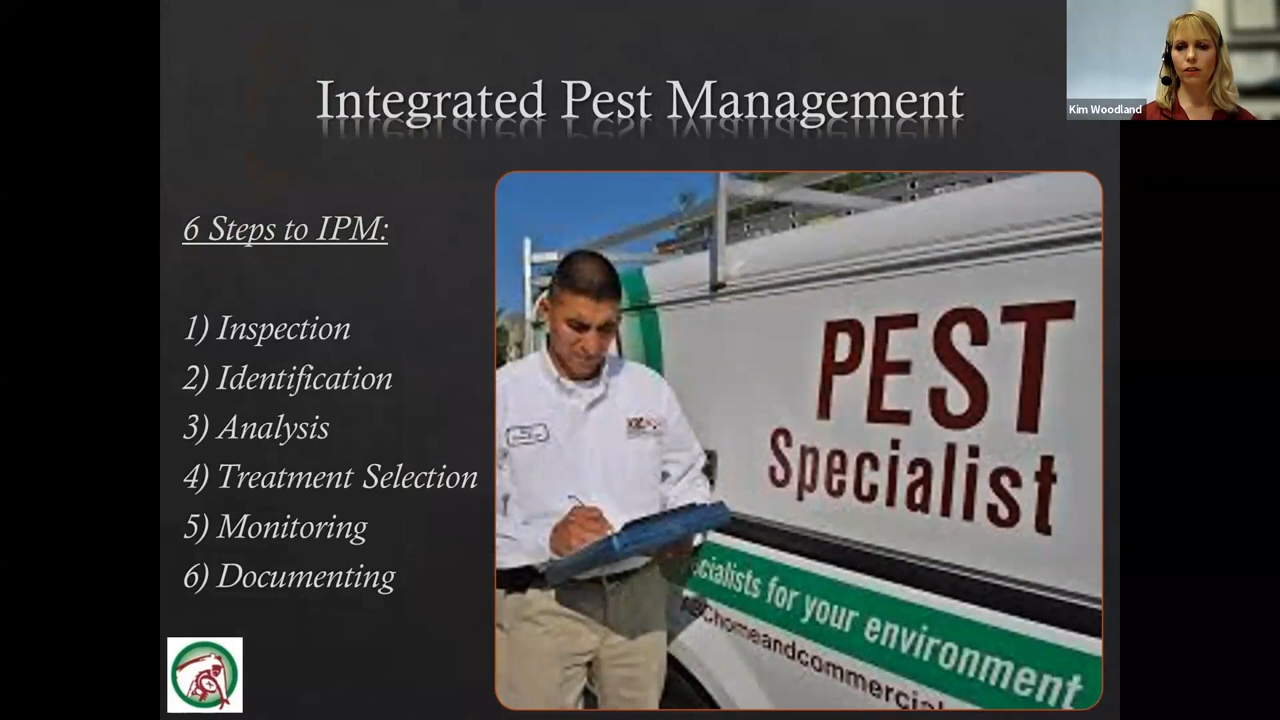 Integrated Pest Management
Kim Woodland
6 Steps to IPM:
1) Inspection
2) Identification
3) Analysis
4) Treatment Selection
5) Monitoring
6) Documenting
PEST
Specialist
for your environment